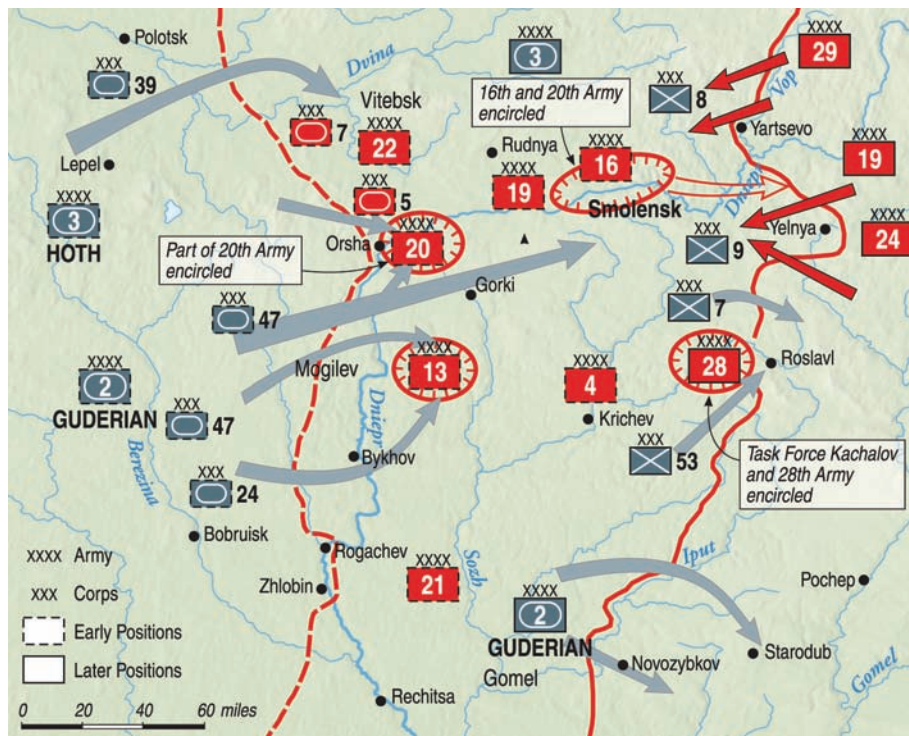 Polotsk
XXX
39
Dvina
XXXX
3
XXXX
29
16th and 20th Army
encircled
XXX
8
Vop
Yartsevo
Vitebsk
XXX
7
XXXX
22
Lepel
Rudnya
XXXX
16
XXXX
19
XXXX
19
XXX
5
Smolensk
Dniepr
XXXX
3
HOTH
Orsha
XXXX
20
Part of 20th Army
encircled
XXX
9
Yelnya
XXXX
24
Gorki
XXX
47
XXX
7
Mogilev
XXXX
13
XXXX
4
XXXX
28
Roslavl
XXXX
2
GUDERIAN
XXX
47
Krichev
Dniepr
Berezina
Bykhov
XXX
53
Task Force Kachalov
and 28th Army
encircled
XXX
24
Bobruisk
Rogachev
Sozh
Iput
XXXX
21
Zhlobin
Pochep
XXXX
2
GUDERIAN
Gomel
Novozybkov
Starodub
Gomel
Rechitsa
XXXX Army
XXX Corps
Early Positions
Later Positions
0 20 40 60 miles